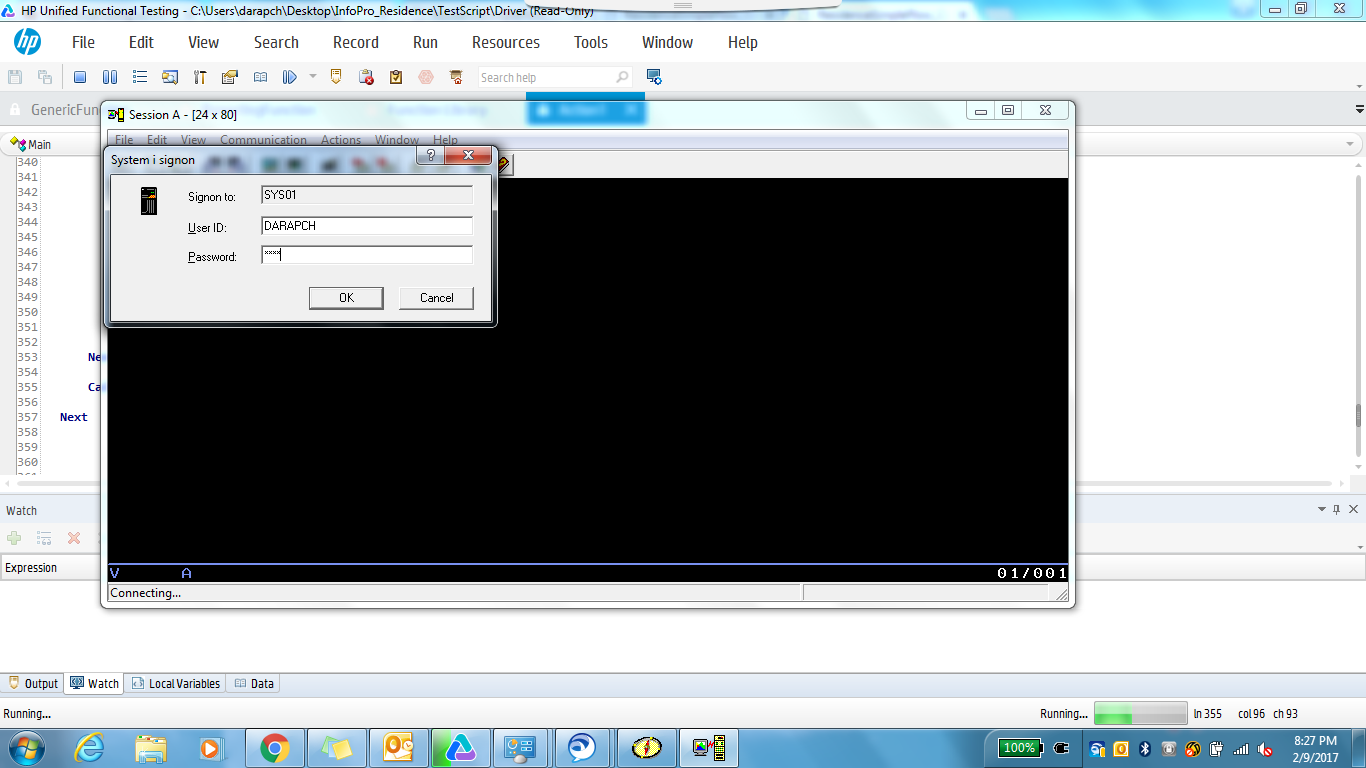 HP Unified Functional Testing - C:\Users\darapch\Desktop\InfoPro_Residence\TestScript\Driver (Read-Only)
hp File Edit View Search Record Run Resources Tools Window Help
Search help
GenericFun
Main
Session A - [24 x 80]
File Edit View Communication Actions Window Help
System i signon
Signon to: SYS01
User ID: DARAPCH
Password: ****
OK Cancel
340
341
342
343
344
345
346
347
348
349
350
351
352
353 Ne
354
355 Ca
356
357 Next
358
359
360
V A 01/001
Connecting...
Watch
Expression
Output Watch Local Variables Data
Running... Running... ln 355 col 96 ch 93
100% 8:27 PM
2/9/2017